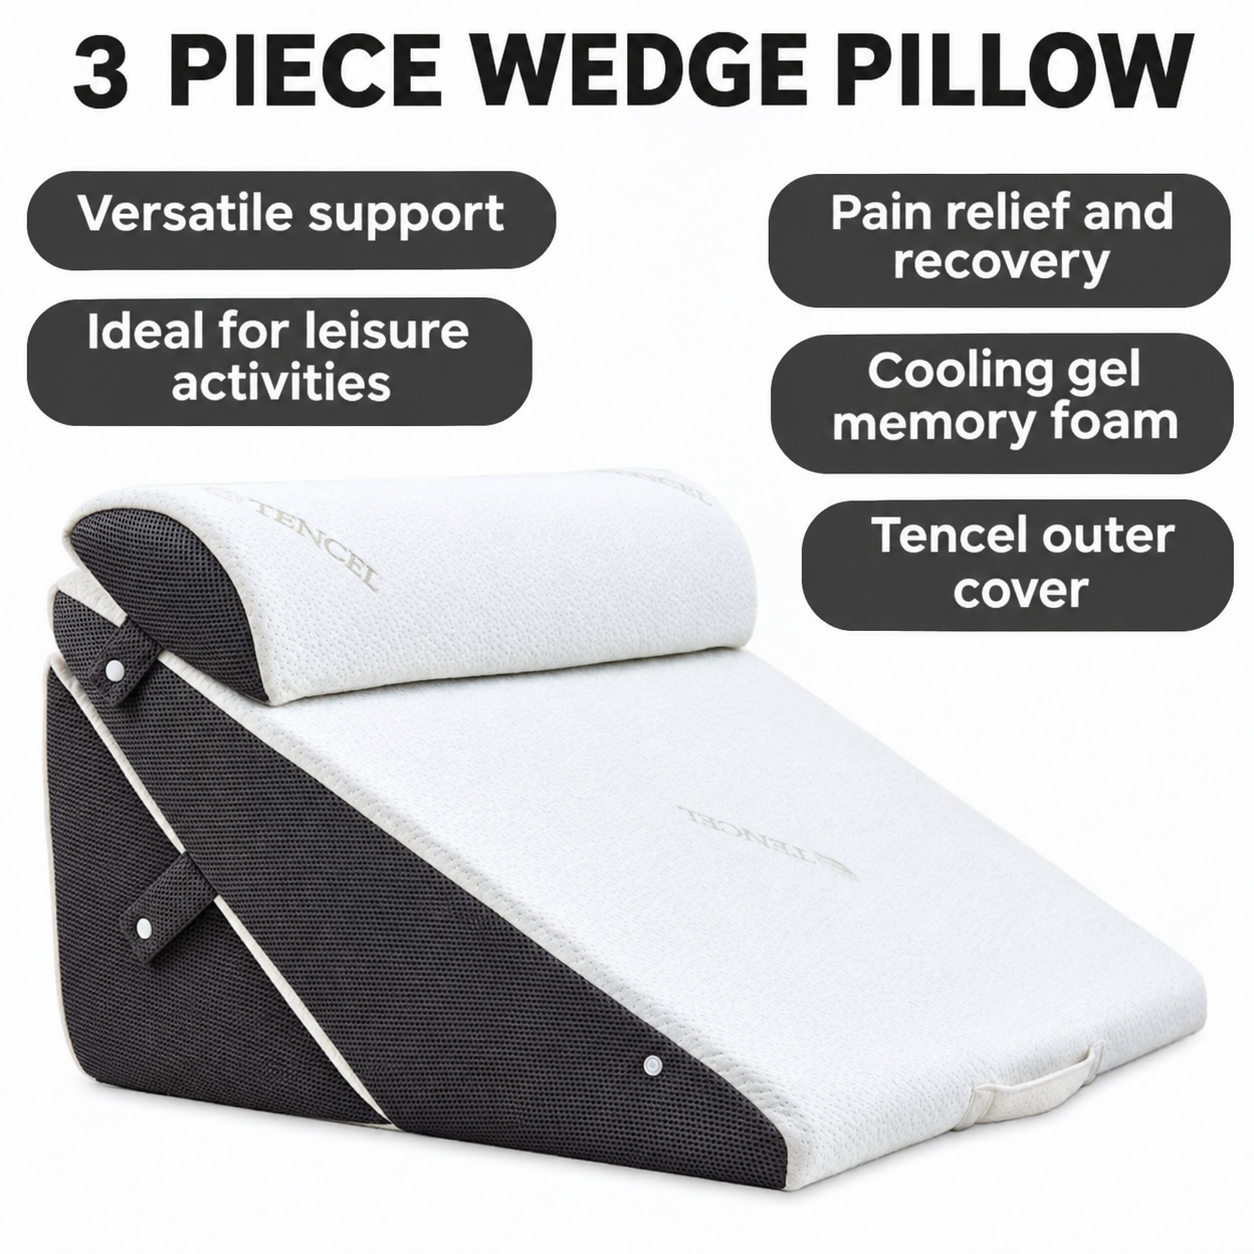 3 PIECE WEDGE PILLOW
Versatile support
Ideal for leisure
activities
Pain relief and
recovery
Cooling gel
memory foam
Tencel outer
cover
TENCEL
TENCEL
TENCEL